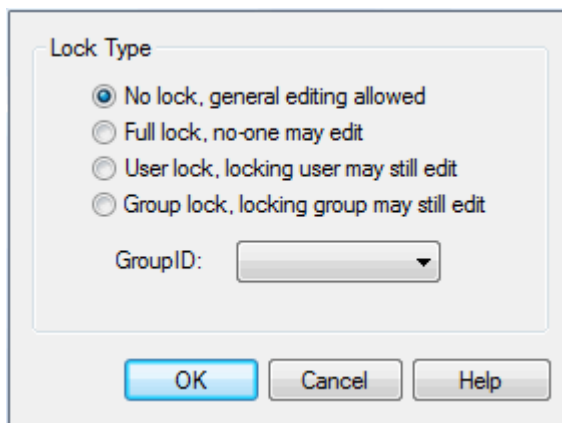 Lock Type
No lock, general editing allowed
Full lock, no-one may edit
User lock, locking user may still edit
Group lock, locking group may still edit
GroupID:
OK Cancel Help